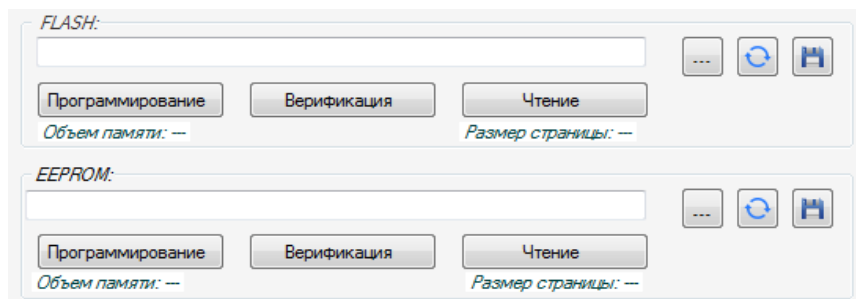 FLASH:
...
Программирование Верификация Чтение
Объем памяти: --- Размер страницы: ---
EEPROM:
...
Программирование Верификация Чтение
Объем памяти: --- Размер страницы: ---